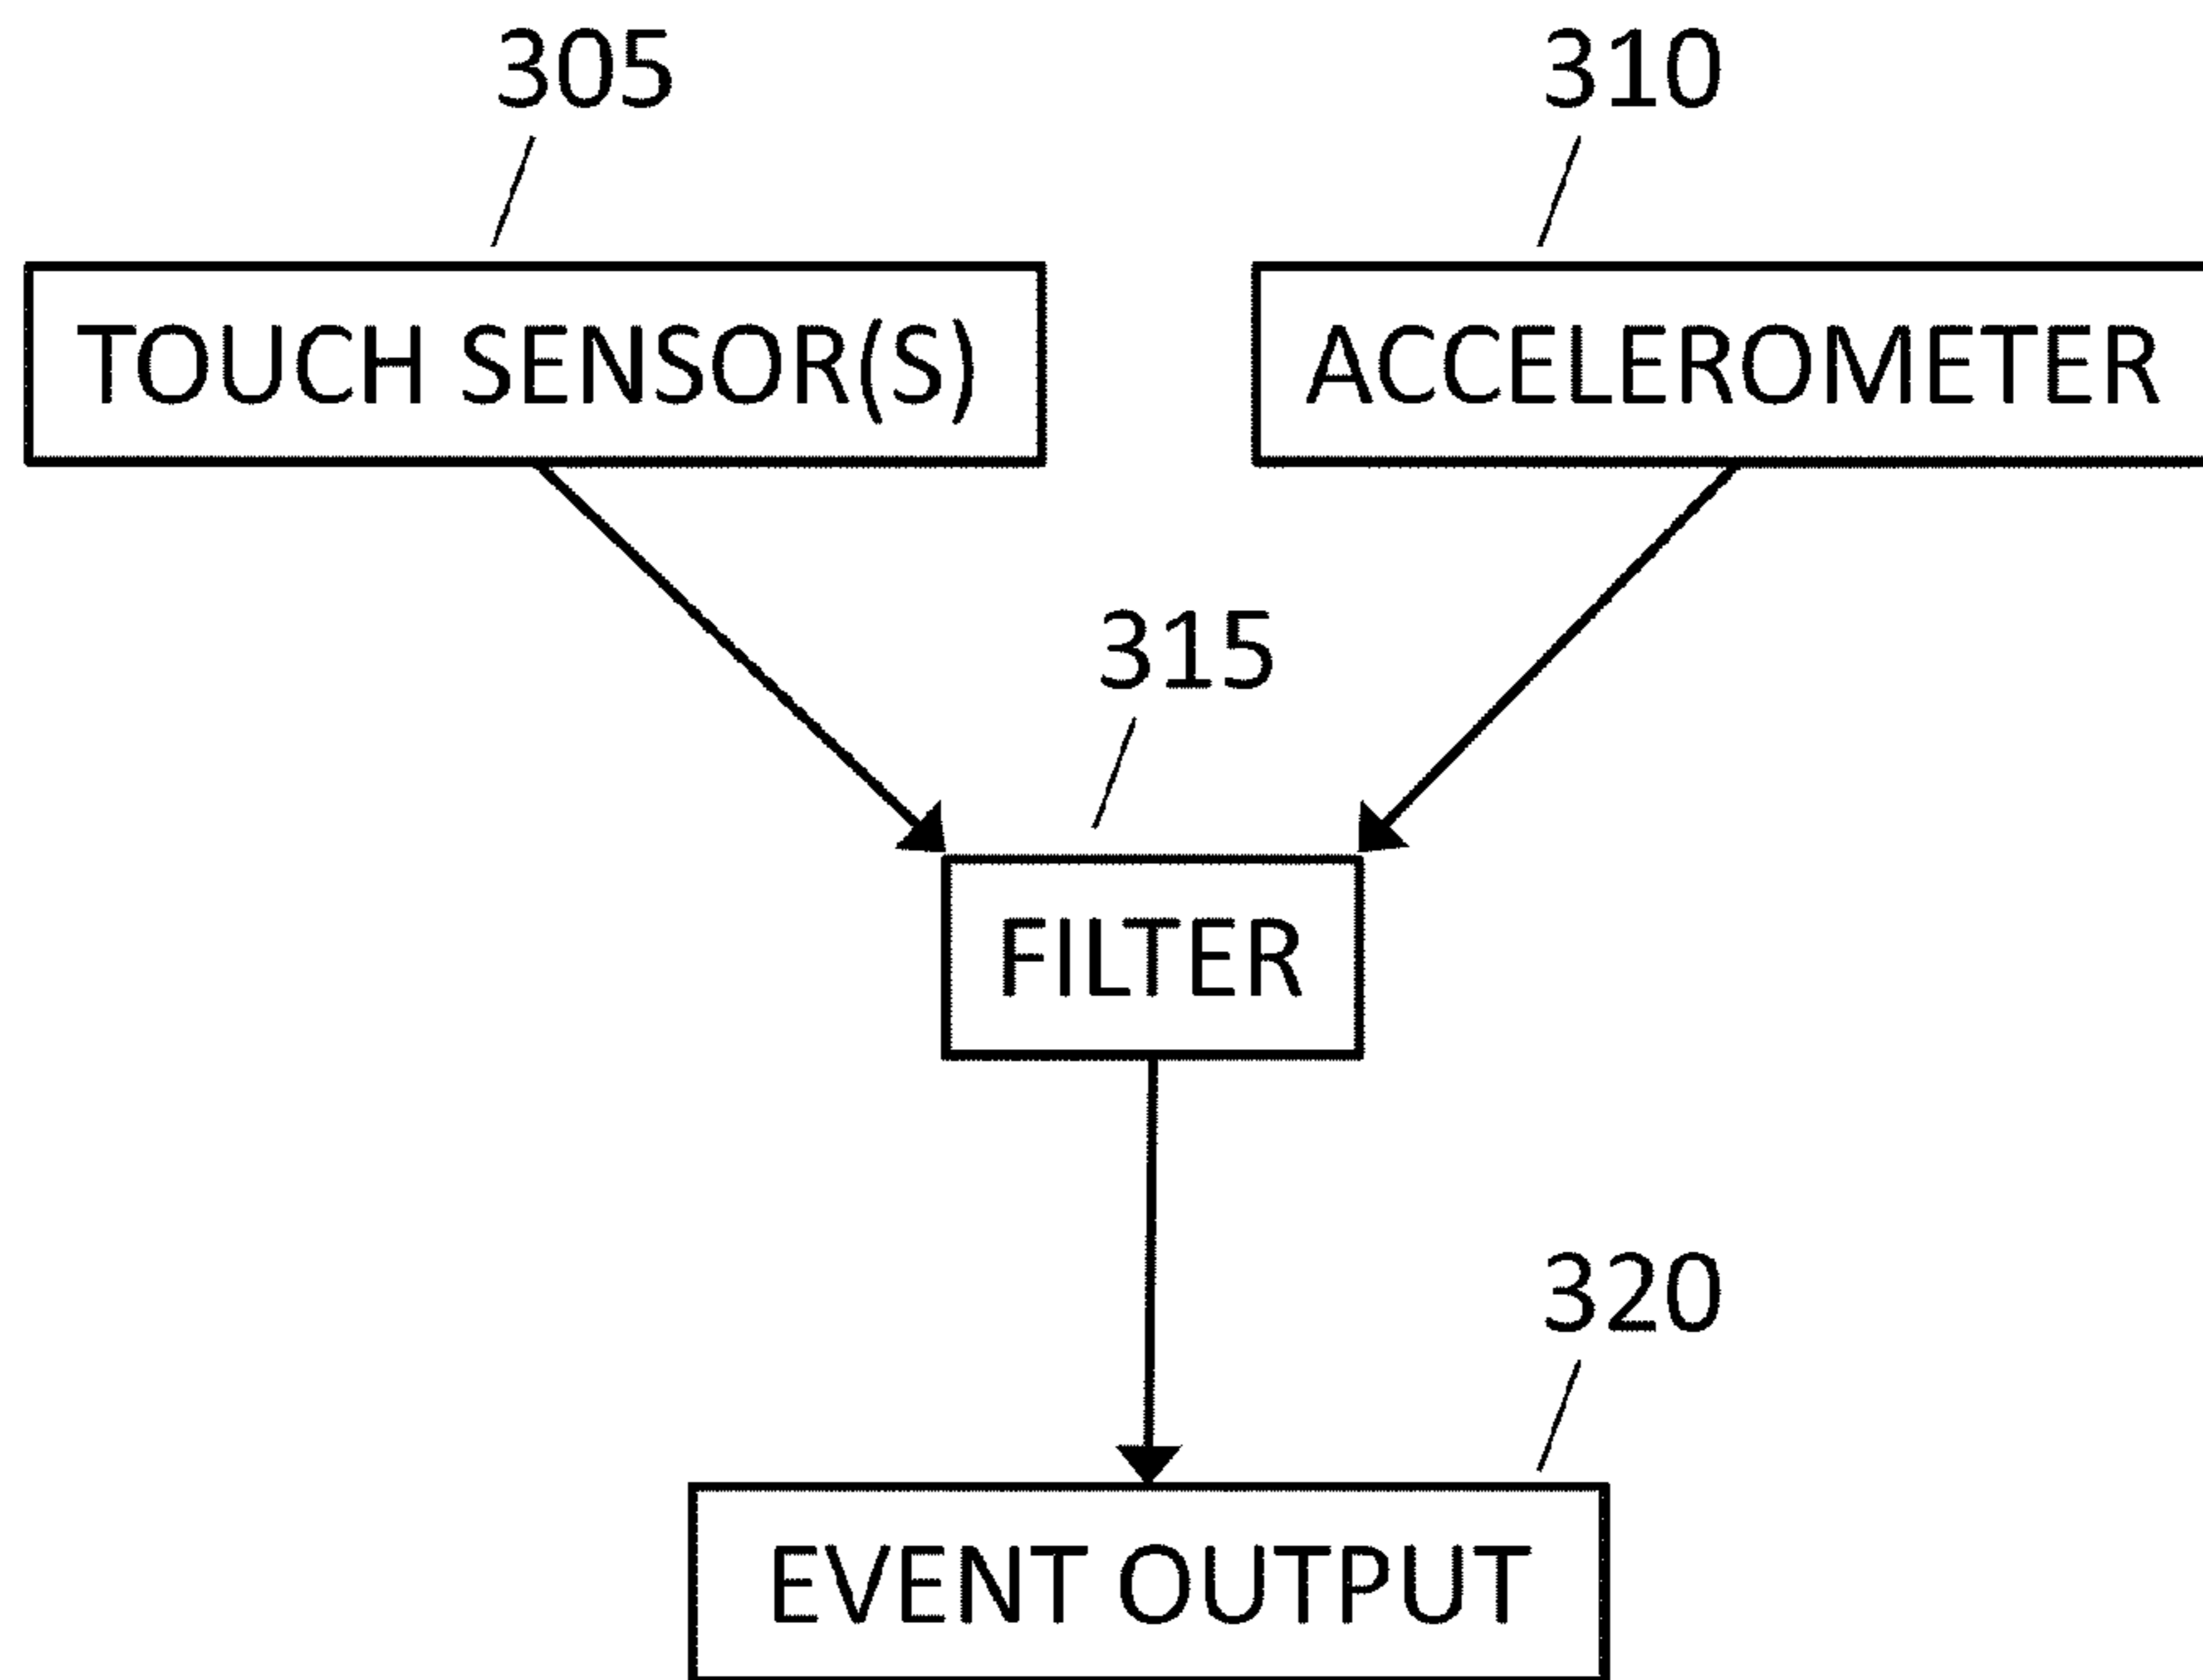 305
310
TOUCH SENSOR(S)
ACCELEROMETER
315
FILTER
320
EVENT OUTPUT